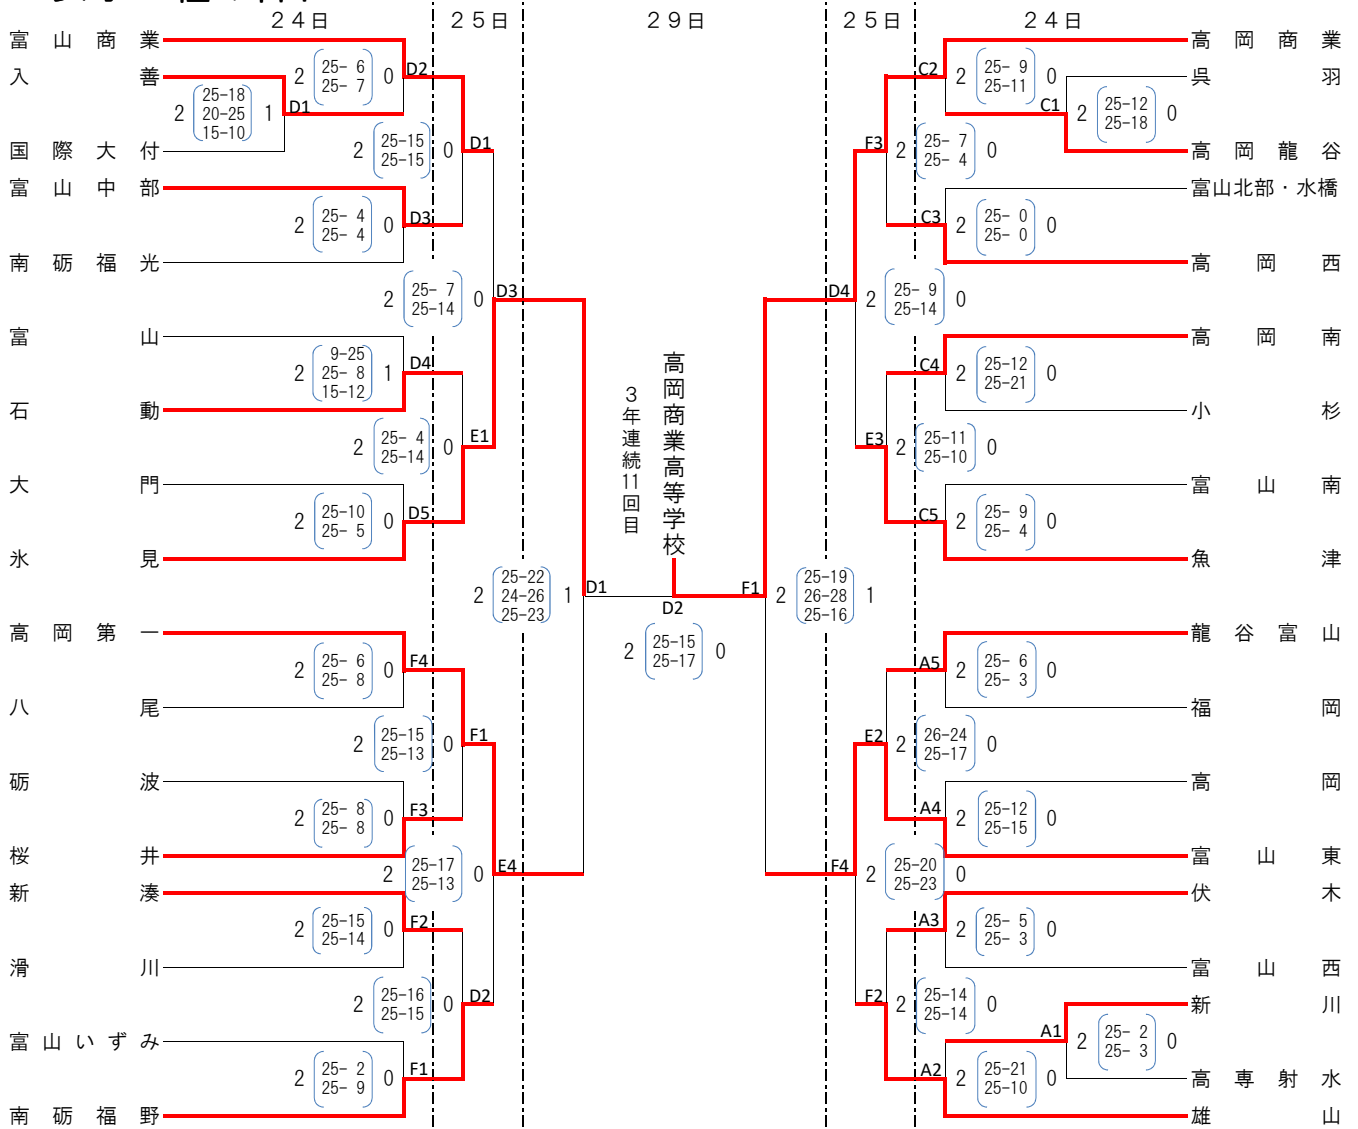 24日 25日 29日 25日 24日
富山商業
入善
国際大付
富山中部
南砺福光
富山
石動
大門
氷見
高岡第一
八尾
砺波
桜井
新湊
滑川
富山いずみ
南砺福野
2 25- 6 0 D2
25- 7
2 25-18 1 D1
20-25
15-10
2 25-15 0 D1
25-15
2 25- 4 0 D3
25- 4
2 25- 7 0 D3
25-14
2 9-25 1 D4
25- 8
15-12
2 25- 4 0 E1
25-14
2 25-10 0 D5
25- 5
2 25-22 1 D1
24-26
25-23
2 25- 6 0 F4
25- 8
2 25-15 0 F1
25-13
2 25- 8 0 F3
25- 8
2 25-17 0 E4
25-13
2 25-15 0 F2
25-14
2 25-16 0 D2
25-15
2 25- 2 0 F1
25- 9
高岡商業高等学校
3年連続11回目
D2
2 25-15 0
25-17
高岡商業
呉羽
高岡龍谷
富山北部・水橋
高岡西
高岡南
小杉
富山南
魚津
龍谷富山
福岡
高岡
富山東
伏木
富山西
新川
高専射水
雄山
C2 2 25- 9 0
25-11
C1 2 25-12 0
25-18
F3 2 25- 7 0
25- 4
C3 2 25- 0 0
25- 0
D4 2 25- 9 0
25-14
C4 2 25-12 0
25-21
E3 2 25-11 0
25-10
C5 2 25- 9 0
25- 4
F1 2 25-19 1
26-28
25-16
A5 2 25- 6 0
25- 3
E2 2 26-24 0
25-17
A4 2 25-12 0
25-15
F4 2 25-20 0
25-23
A3 2 25- 5 0
25- 3
F2 2 25-14 0
25-14
A1 2 25- 2 0
25- 3
A2 2 25-21 0
25-10